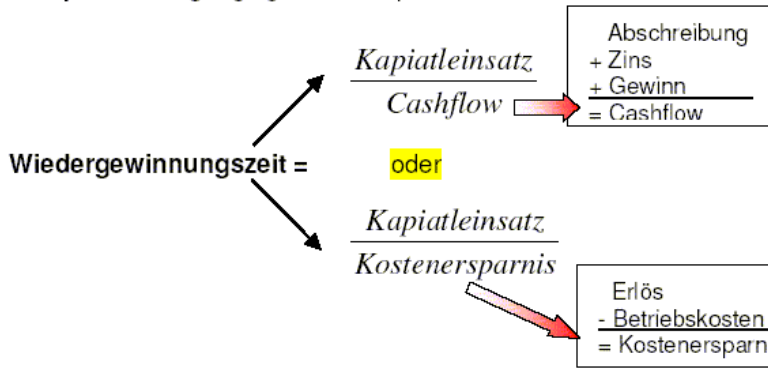 Abschreibung
+ Zins
+ Gewinn
= Cashflow
Kapiatleinsatz
Cashflow
Wiedergewinnungszeit =
oder
Kapiatleinsatz
Kostenersparnis
Erlös
- Betriebskosten
= Kostenersparn